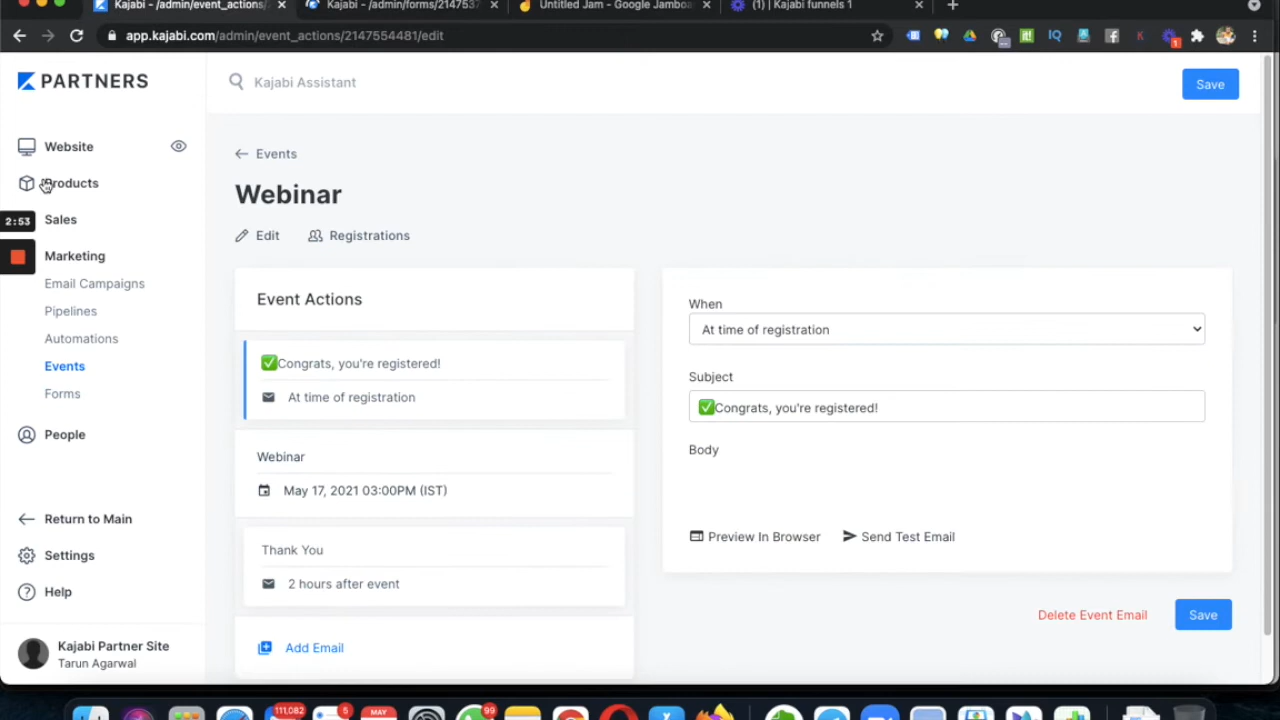 Kajabi - /admin/event_actions/
Kajabi - /admin/forms/2147537
Untitled Jam - Google Jamboa
(1) | Kajabi funnels 1
app.kajabi.com/admin/event_actions/2147554481/edit
PARTNERS
Kajabi Assistant
Save
Website
Products
2:53
Sales
Marketing
Email Campaigns
Pipelines
Automations
Events
Forms
People
Return to Main
Settings
Help
Kajabi Partner Site
Tarun Agarwal
← Events
Webinar
Edit
Registrations
Event Actions
✅Congrats, you're registered!
At time of registration
Webinar
May 17, 2021 03:00PM (IST)
Thank You
2 hours after event
Add Email
When
At time of registration
Subject
✅Congrats, you're registered!
Body
Preview In Browser
Send Test Email
Delete Event Email
Save
111,082
5
MAY
99